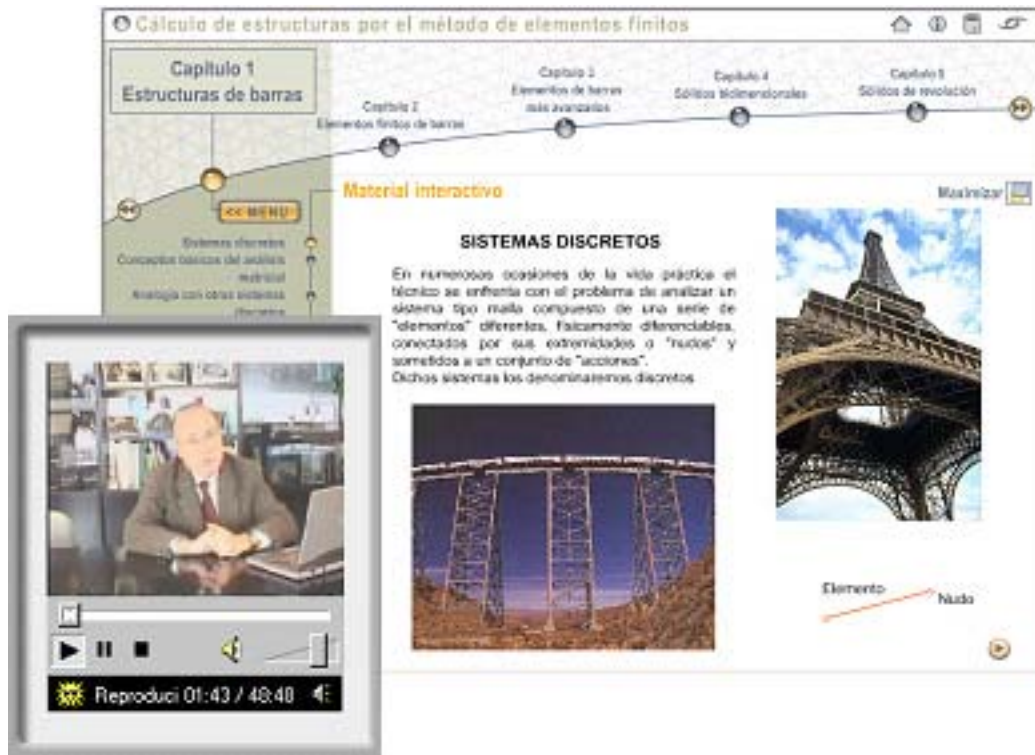 Cálculo de estructuras por el método de elementos finitos
Capítulo 1
Estructuras de barras
Capítulo 2
Elementos finitos de barras
Capítulo 3
Elementos de barras
más avanzados
Capítulo 4
Sólidos bidimensionales
Capítulo 5
Sólidos de revolución
<< MENU
Sistemas discretos
Conceptos básicos del análisis
matricial
Analogía con otros sistemas
discretos
Material interactivo
Maximizar
SISTEMAS DISCRETOS
En numerosas ocasiones de la vida práctica el
técnico se enfrenta con el problema de analizar un
sistema tipo malla compuesto de una serie de
"elementos" diferentes, físicamente diferenciables,
conectados por sus extremidades o "nudos" y
sometidos a un conjunto de "acciones".
Dichos sistemas los denominaremos discretos
Elemento
Nudo
Reproduci 01:43 / 48:48